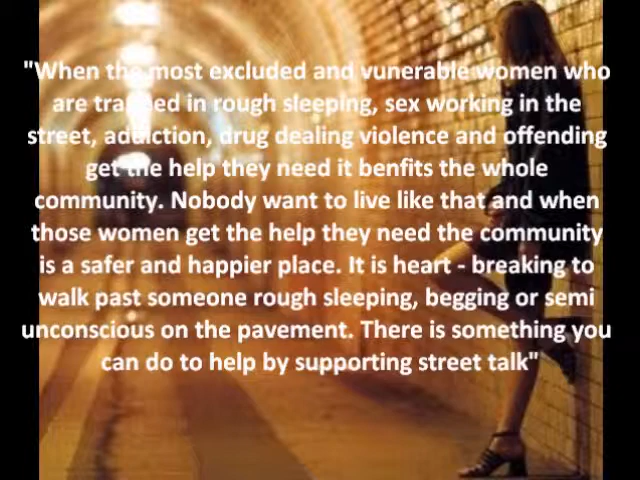 "When the most excluded and vunerable women who
are trapped in rough sleeping, sex working in the
street, addiction, drug dealing violence and offending
get the help they need it benfits the whole
community. Nobody want to live like that and when
those women get the help they need the community
is a safer and happier place. It is heart - breaking to
walk past someone rough sleeping, begging or semi
unconscious on the pavement. There is something you
can do to help by supporting street talk"